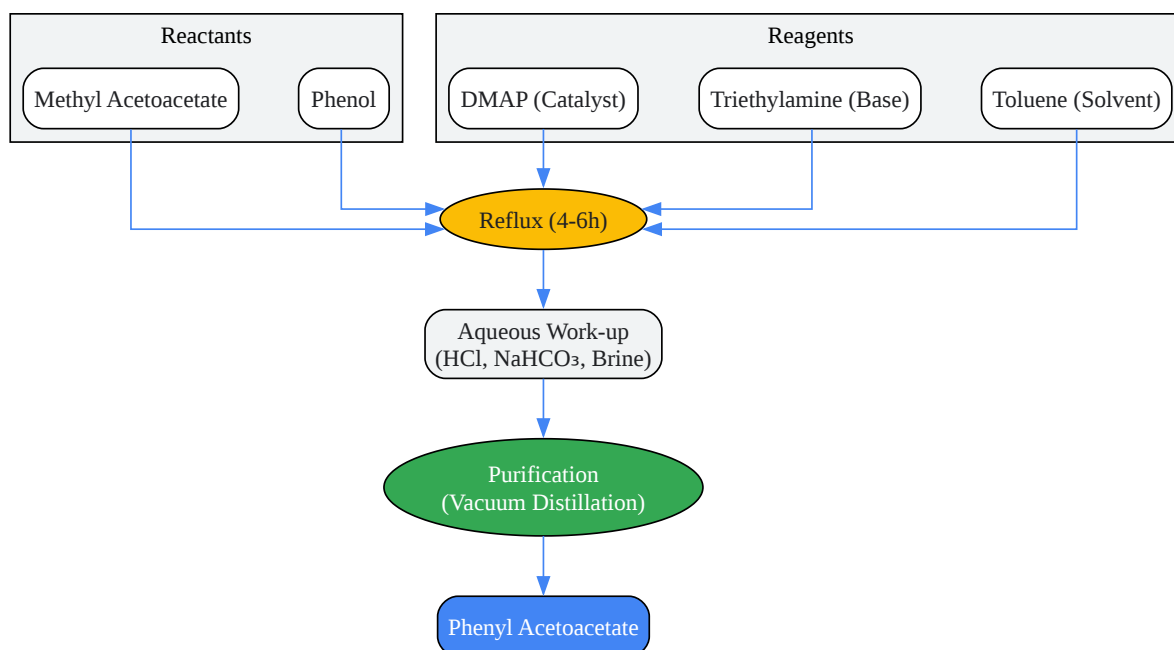 Reactants
Reagents
Methyl Acetoacetate
Phenol
DMAP (Catalyst)
Triethylamine (Base)
Toluene (Solvent)
Reflux (4-6h)
Aqueous Work-up
(HCl, NaHCO₃, Brine)
Purification
(Vacuum Distillation)
Phenyl Acetoacetate